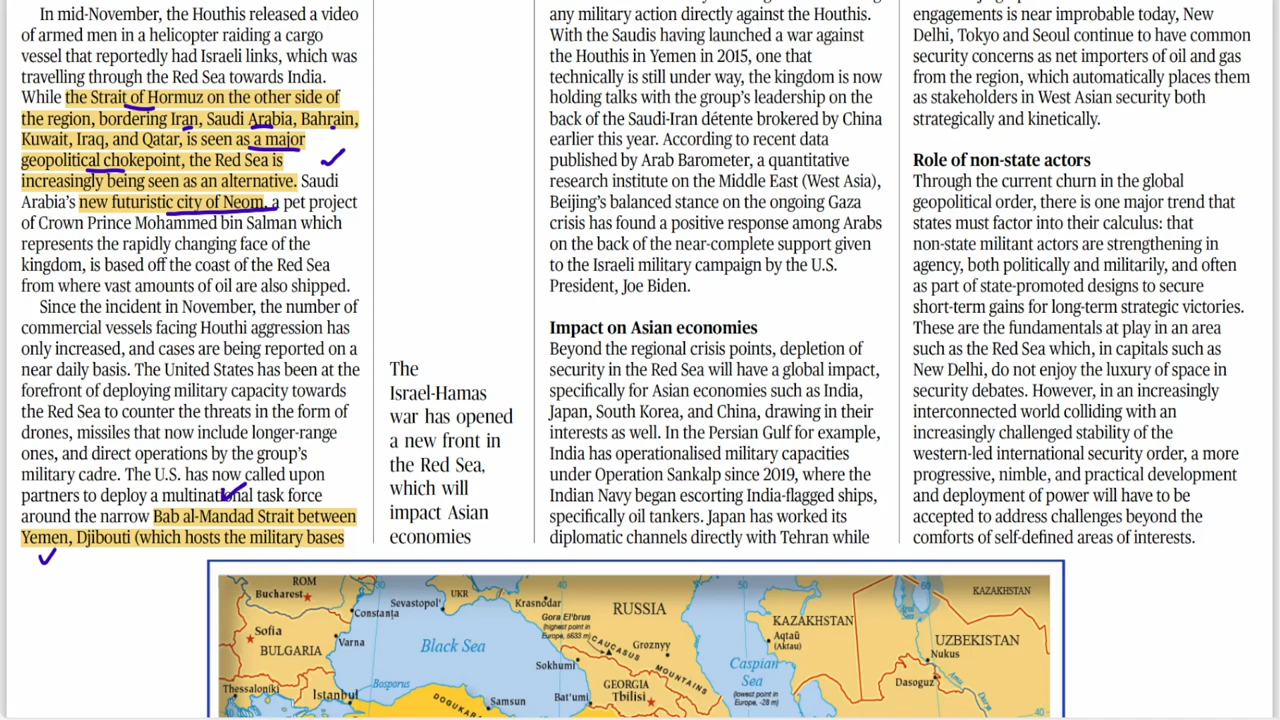 In mid-November, the Houthis released a video
of armed men in a helicopter raiding a cargo
vessel that reportedly had Israeli links, which was
travelling through the Red Sea towards India.
While the Strait of Hormuz on the other side of
the region, bordering Iran, Saudi Arabia, Bahrain,
Kuwait, Iraq, and Qatar, is seen as a major
geopolitical chokepoint, the Red Sea is
increasingly being seen as an alternative. Saudi
Arabia's new futuristic city of Neom, a pet project
of Crown Prince Mohammed bin Salman which
represents the rapidly changing face of the
kingdom, is based off the coast of the Red Sea
from where vast amounts of oil are also shipped.
Since the incident in November, the number of
commercial vessels facing Houthi aggression has
only increased, and cases are being reported on a
near daily basis. The United States has been at the
forefront of deploying military capacity towards
the Red Sea to counter the threats in the form of
drones, missiles that now include longer-range
ones, and direct operations by the group's
military cadre. The U.S. has now called upon
partners to deploy a multinational task force
around the narrow Bab al-Mandad Strait between
Yemen, Djibouti (which hosts the military bases
The
Israel-Hamas
war has opened
a new front in
the Red Sea,
which will
impact Asian
economies
any military action directly against the Houthis.
With the Saudis having launched a war against
the Houthis in Yemen in 2015, one that
technically is still under way, the kingdom is now
holding talks with the group's leadership on the
back of the Saudi-Iran détente brokered by China
earlier this year. According to recent data
published by Arab Barometer, a quantitative
research institute on the Middle East (West Asia),
Beijing's balanced stance on the ongoing Gaza
crisis has found a positive response among Arabs
on the back of the near-complete support given
to the Israeli military campaign by the U.S.
President, Joe Biden.
Impact on Asian economies
Beyond the regional crisis points, depletion of
security in the Red Sea will have a global impact,
specifically for Asian economies such as India,
Japan, South Korea, and China, drawing in their
interests as well. In the Persian Gulf for example,
India has operationalised military capacities
under Operation Sankalp since 2019, where the
Indian Navy began escorting India-flagged ships,
specifically oil tankers. Japan has worked its
diplomatic channels directly with Tehran while
engagements is near improbable today, New
Delhi, Tokyo and Seoul continue to have common
security concerns as net importers of oil and gas
from the region, which automatically places them
as stakeholders in West Asian security both
strategically and kinetically.
Role of non-state actors
Through the current churn in the global
geopolitical order, there is one major trend that
states must factor into their calculus: that
non-state militant actors are strengthening in
agency, both politically and militarily, and often
as part of state-promoted designs to secure
short-term gains for long-term strategic victories.
These are the fundamentals at play in an area
such as the Red Sea which, in capitals such as
New Delhi, do not enjoy the luxury of space in
security debates. However, in an increasingly
interconnected world colliding with an
increasingly challenged stability of the
western-led international security order, a more
progressive, nimble, and practical development
and deployment of power will have to be
accepted to address challenges beyond the
comforts of self-defined areas of interests.
ROM
Bucharest
Constanţa
Sofia
BULGARIA
Varna
Thessaloniki
Istanbul
Bosporus
Black Sea
Sevastopol'
UKR
Krasnodar
Gora El'brus
(highest point in
Europe, 5633 m)
RUSSIA
CAUCASUS
MOUNTAINS
Groznyy
Sokhumi
GEORGIA
Tbilisi
Bat'umi
Samsun
40
50
Caspian
Sea
(lowest point in
Europe, -28 m)
KAZAKHSTAN
Aqtaū
(Aktau)
Aral
Sea
60
KAZAKHSTAN
UZBEKISTAN
Nukus
Dasoguz
Amu
Darya
40